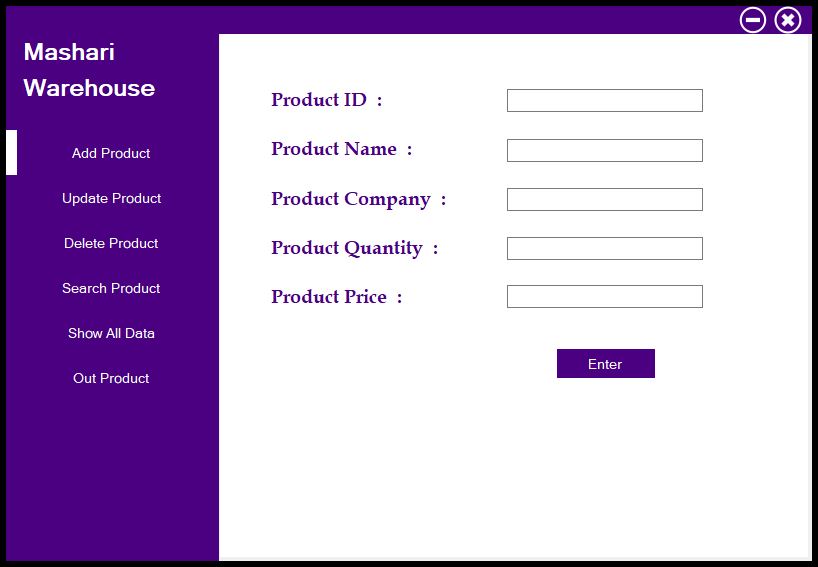 Mashari
Warehouse
Add Product
Update Product
Delete Product
Search Product
Show All Data
Out Product
Product ID :
Product Name :
Product Company :
Product Quantity :
Product Price :
Enter